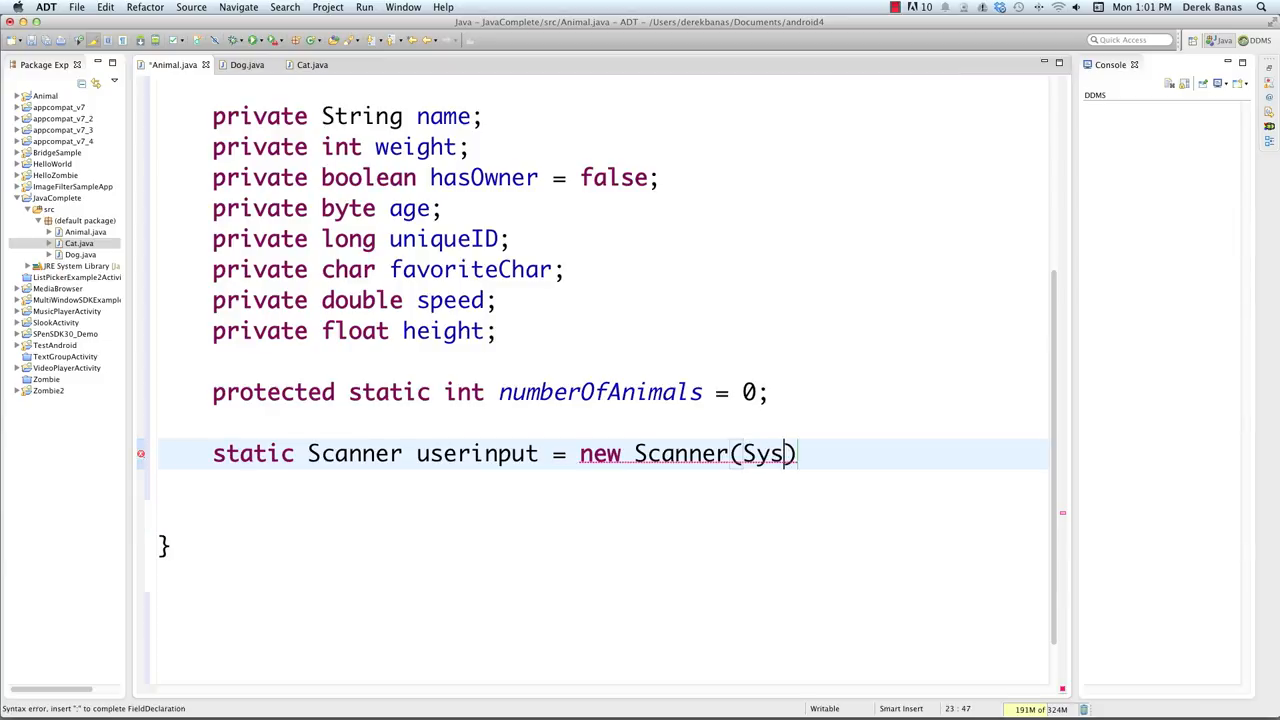 ADT File Edit Refactor Source Navigate Search Project Run Window Help 10 Mon 1:01 PM Derek Banas
Java – JavaComplete/src/Animal.java – ADT – /Users/derekbanas/Documents/android4
Quick Access Java DDMS
Package Exp
*Animal.java Dog.java Cat.java
Console
DDMS
Animal
appcompat_v7
appcompat_v7_2
appcompat_v7_3
appcompat_v7_4
BridgeSample
HelloWorld
HelloZombie
ImageFilterSampleApp
JavaComplete
src
(default package)
Animal.java
Cat.java
Dog.java
JRE System Library [Ja
ListPickerExample2Activi
MediaBrowser
MultiWindowSDKExample
MusicPlayerActivity
SlookActivity
SPenSDK30_Demo
TestAndroid
TextGroupActivity
VideoPlayerActivity
Zombie
Zombie2
private String name;
private int weight;
private boolean hasOwner = false;
private byte age;
private long uniqueID;
private char favoriteChar;
private double speed;
private float height;
protected static int numberOfAnimals = 0;
static Scanner userinput = new Scanner(Sys)
}
Syntax error, insert ";" to complete FieldDeclaration
Writable Smart Insert 23 : 47 191M of 324M